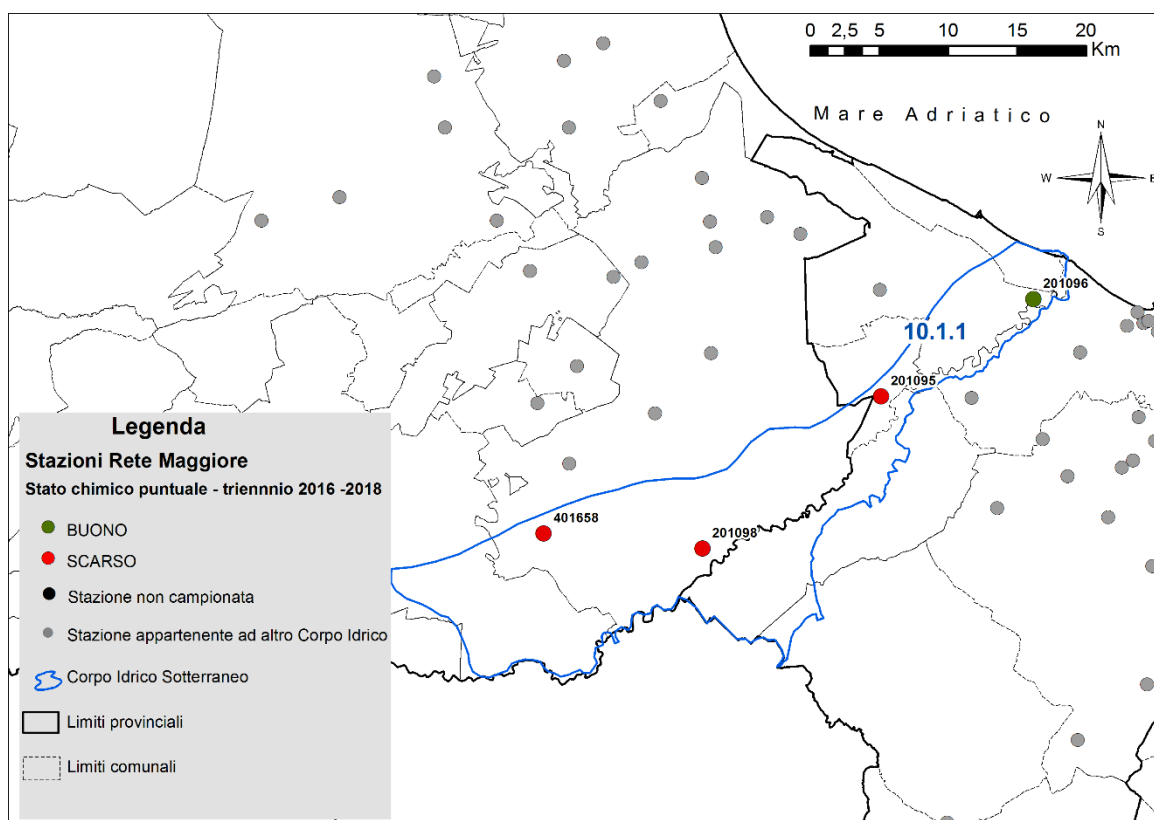 0 2,5 5 10 15 20
Km
Mare Adriatico
N
W E
S
201096
10.1.1
201095
401658
201098
Legenda
Stazioni Rete Maggiore
Stato chimico puntuale - triennnio 2016 -2018
BUONO
SCARSO
Stazione non campionata
Stazione appartenente ad altro Corpo Idrico
Corpo Idrico Sotterraneo
Limiti provinciali
Limiti comunali